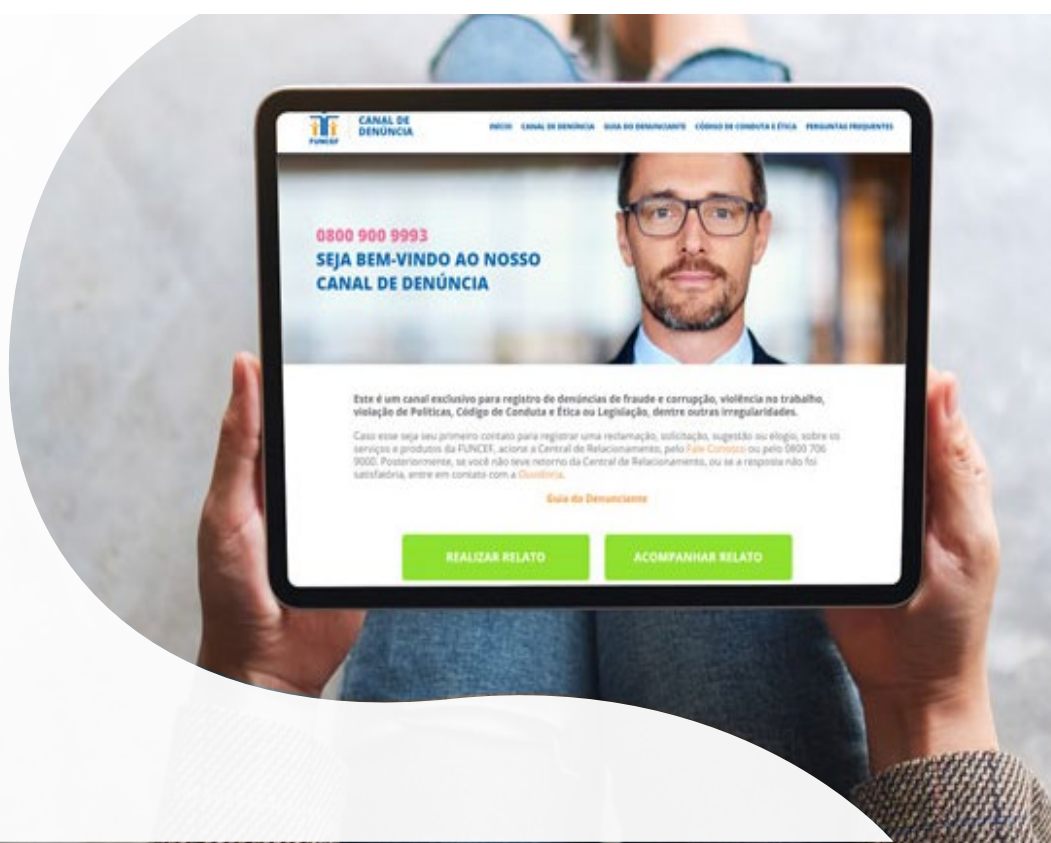 FUNCEF
CANAL DE
DENÚNCIA
INÍCIO CANAL DE DENÚNCIA GUIA DO DENUNCIANTE CÓDIGO DE CONDUTA E ÉTICA PERGUNTAS FREQUENTES
0800 900 9993
SEJA BEM-VINDO AO NOSSO
CANAL DE DENÚNCIA
Este é um canal exclusivo para registro de denúncias de fraude e corrupção, violência no trabalho,
violação de Políticas, Código de Conduta e Ética ou Legislação, dentre outras irregularidades.
Caso esse seja seu primeiro contato para registrar uma reclamação, solicitação, sugestão ou elogio, sobre os
serviços e produtos da FUNCEF, acione a Central de Relacionamento, pelo Fale Conosco ou pelo 0800 706
9000. Posteriormente, se você não teve retorno da Central de Relacionamento, ou se a resposta não foi
satisfatória, entre em contato com a Ouvidoria.
Guia do Denunciante
REALIZAR RELATO
ACOMPANHAR RELATO